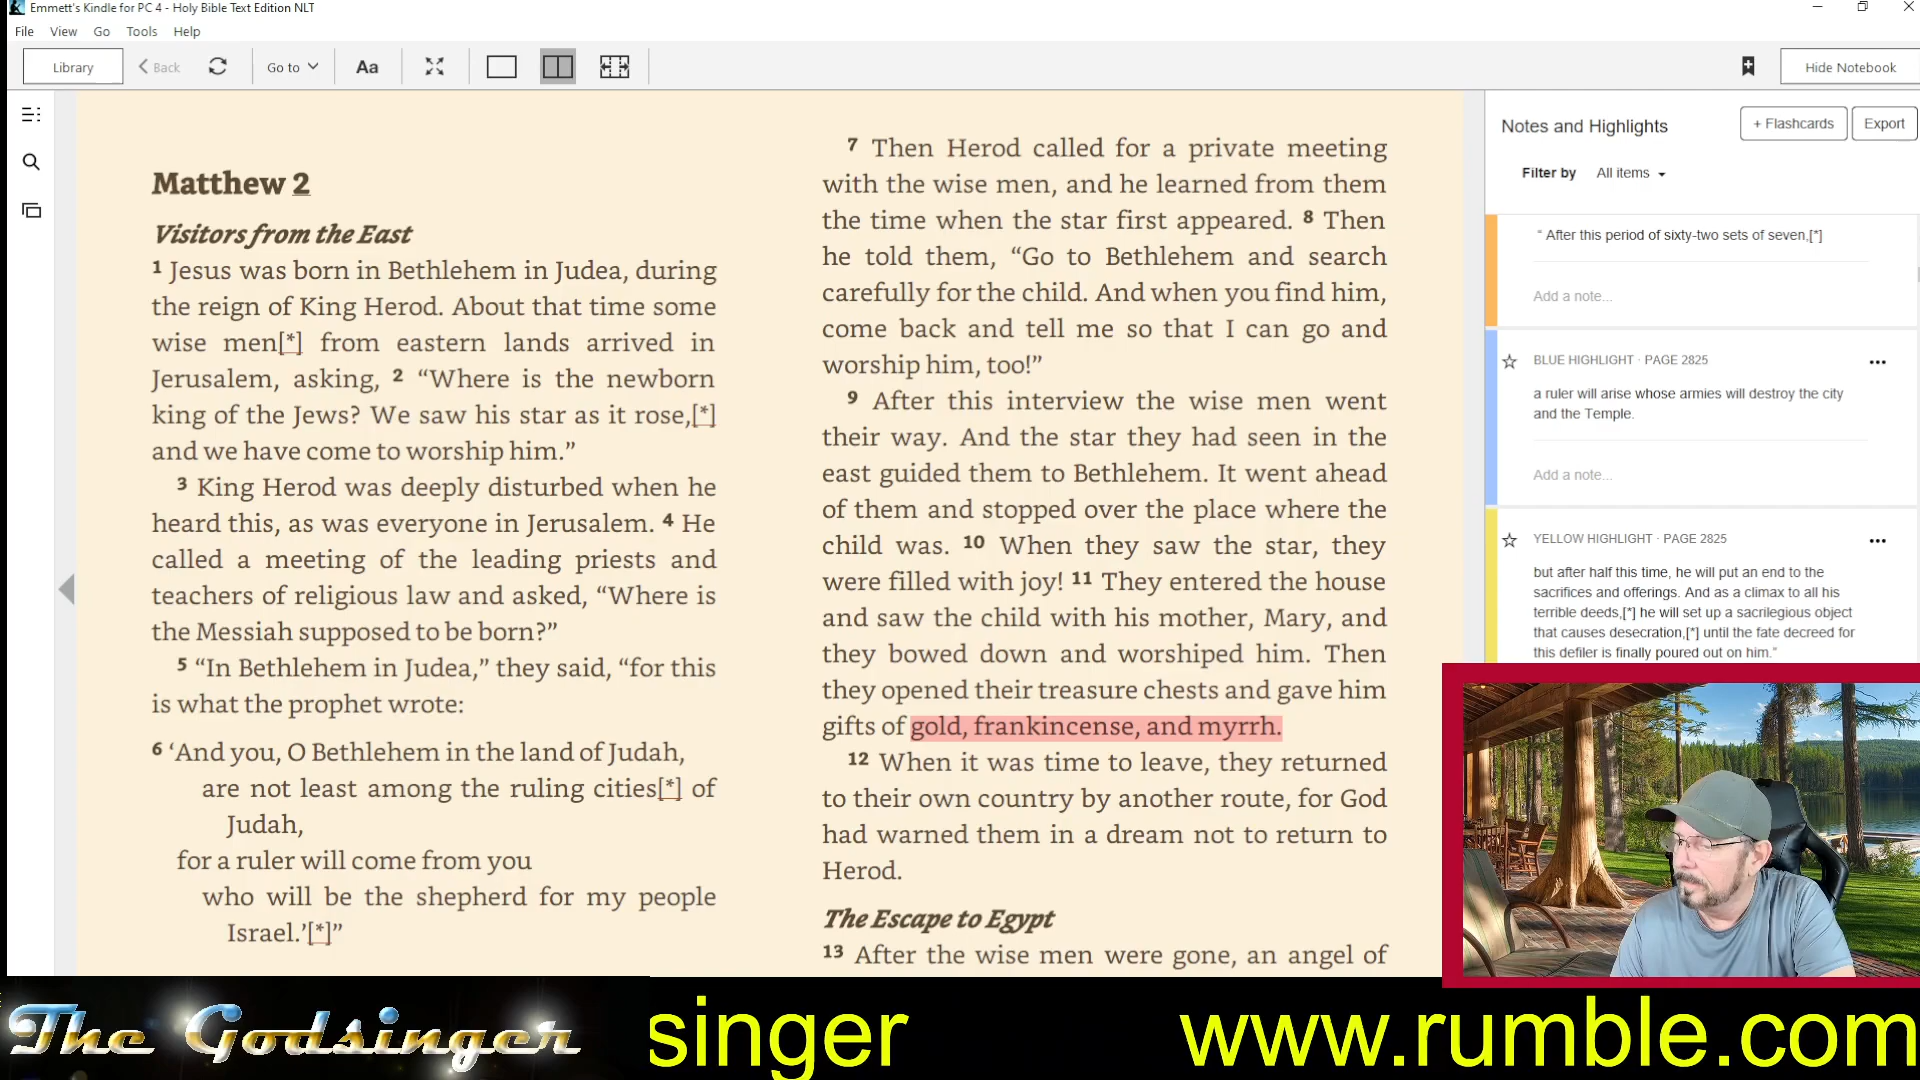 Emmett's Kindle for PC 4 - Holy Bible Text Edition NLT
File View Go Tools Help
Library Back Go to Aa Hide Notebook
Matthew 2
Visitors from the East
1 Jesus was born in Bethlehem in Judea, during
the reign of King Herod. About that time some
wise men[*] from eastern lands arrived in
Jerusalem, asking, 2 “Where is the newborn
king of the Jews? We saw his star as it rose,[*]
and we have come to worship him.”
3 King Herod was deeply disturbed when he
heard this, as was everyone in Jerusalem. 4 He
called a meeting of the leading priests and
teachers of religious law and asked, “Where is
the Messiah supposed to be born?”
5 “In Bethlehem in Judea,” they said, “for this
is what the prophet wrote:
6 ‘And you, O Bethlehem in the land of Judah,
are not least among the ruling cities[*] of
Judah,
for a ruler will come from you
who will be the shepherd for my people
Israel.’[*]”
7 Then Herod called for a private meeting
with the wise men, and he learned from them
the time when the star first appeared. 8 Then
he told them, “Go to Bethlehem and search
carefully for the child. And when you find him,
come back and tell me so that I can go and
worship him, too!”
9 After this interview the wise men went
their way. And the star they had seen in the
east guided them to Bethlehem. It went ahead
of them and stopped over the place where the
child was. 10 When they saw the star, they
were filled with joy! 11 They entered the house
and saw the child with his mother, Mary, and
they bowed down and worshiped him. Then
they opened their treasure chests and gave him
gifts of gold, frankincense, and myrrh.
12 When it was time to leave, they returned
to their own country by another route, for God
had warned them in a dream not to return to
Herod.
The Escape to Egypt
13 After the wise men were gone, an angel of
Notes and Highlights + Flashcards Export
Filter by All items
“ After this period of sixty-two sets of seven,[*]
Add a note...
BLUE HIGHLIGHT · PAGE 2825
a ruler will arise whose armies will destroy the city
and the Temple.
Add a note...
YELLOW HIGHLIGHT · PAGE 2825
but after half this time, he will put an end to the
sacrifices and offerings. And as a climax to all his
terrible deeds,[*] he will set up a sacrilegious object
that causes desecration,[*] until the fate decreed for
this defiler is finally poured out on him.”
The Godsinger singer www.rumble.com